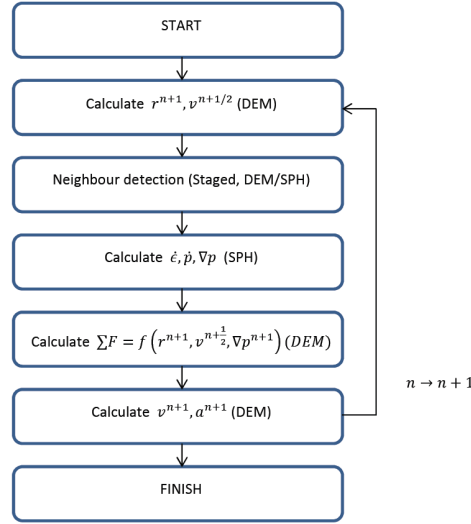 START
Calculate r^{n+1}, v^{n+1/2} (DEM)
Neighbour detection (Staged, DEM/SPH)
Calculate ϵ̇, ṗ, ∇p (SPH)
Calculate ∑F = f(r^{n+1}, v^{n+\frac{1}{2}}, ∇p^{n+1}) (DEM)
n → n + 1
Calculate v^{n+1}, a^{n+1} (DEM)
FINISH